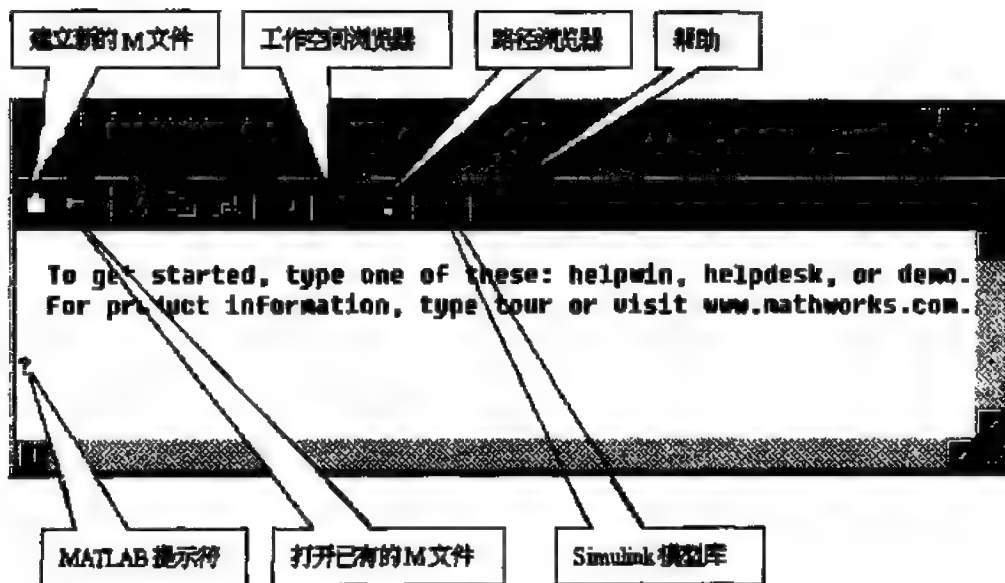 建立新的M文件
工作空间浏览器
路径浏览器
帮助
To get started, type one of these: helpwin, helpdesk, or demo.
For product information, type tour or visit www.mathworks.com.
?
MATLAB提示符
打开已有的M文件
Simulink模型库